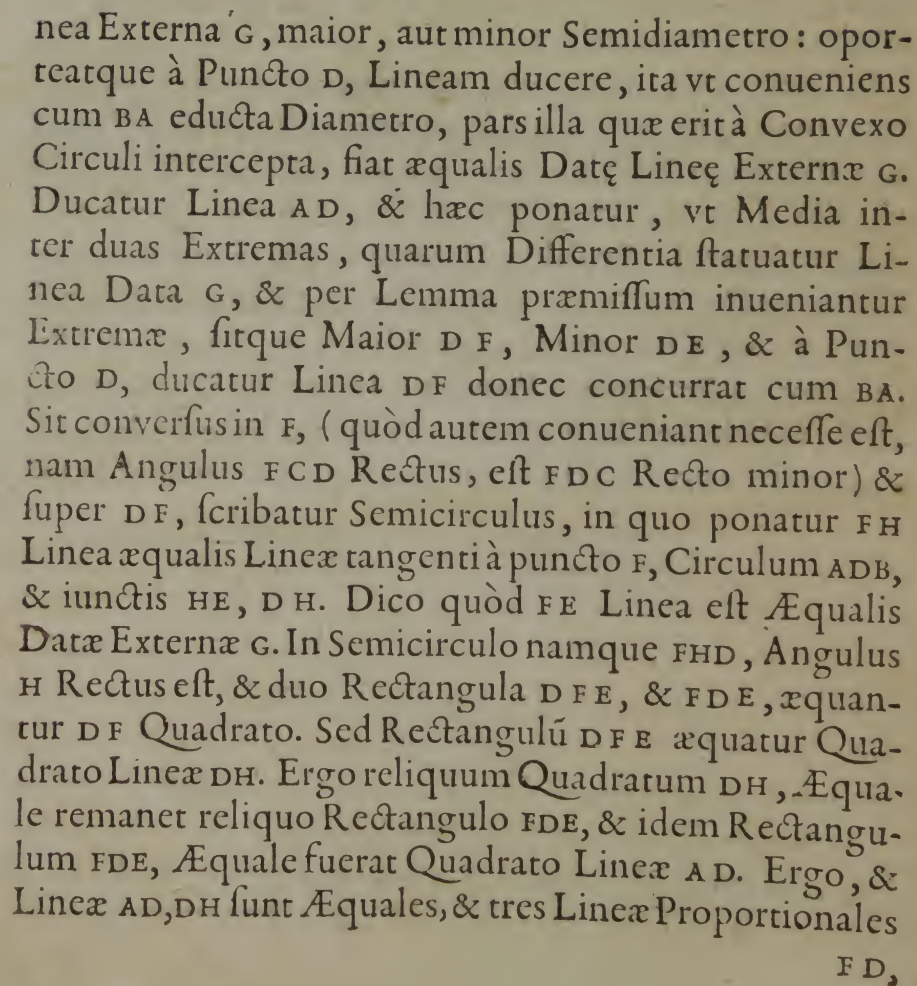 nea Externa G, maior, aut minor Semidiametro: opor-
teatque à Puncto D, Lineam ducere, ita vt conueniens
cum BA educta Diametro, pars illa quæ erit à Convexo
Circuli intercepta, fiat æqualis Datę Lineę Externæ G.
Ducatur Linea AD, & hæc ponatur, vt Media in-
ter duas Extremas, quarum Differentia ſtatuatur Li-
nea Data G, & per Lemma præmiſſum inueniantur
Extremæ, ſitque Maior DF, Minor DE, & à Pun-
cto D, ducatur Linea DF donec concurrat cum BA.
Sit converſus in F, (quòd autem conueniant neceſſe eſt,
nam Angulus FCD Rectus, eſt FDC Recto minor) &
ſuper DF, ſcribatur Semicirculus, in quo ponatur FH
Linea æqualis Lineæ tangenti à puncto F, Circulum ADB,
& iunctis HE, DH. Dico quòd FE Linea eſt Æqualis
Datæ Externæ G. In Semicirculo namque FHD, Angulus
H Rectus eſt, & duo Rectangula DFE, & FDE, æquan-
tur DF Quadrato. Sed Rectangulū DFE æquatur Qua-
drato Lineæ DH. Ergo reliquum Quadratum DH, Æqua-
le remanet reliquo Rectangulo FDE, & idem Rectangu-
lum FDE, Æquale fuerat Quadrato Lineæ AD. Ergo, &
Lineæ AD, DH ſunt Æquales, & tres Lineæ Proportionales
FD,